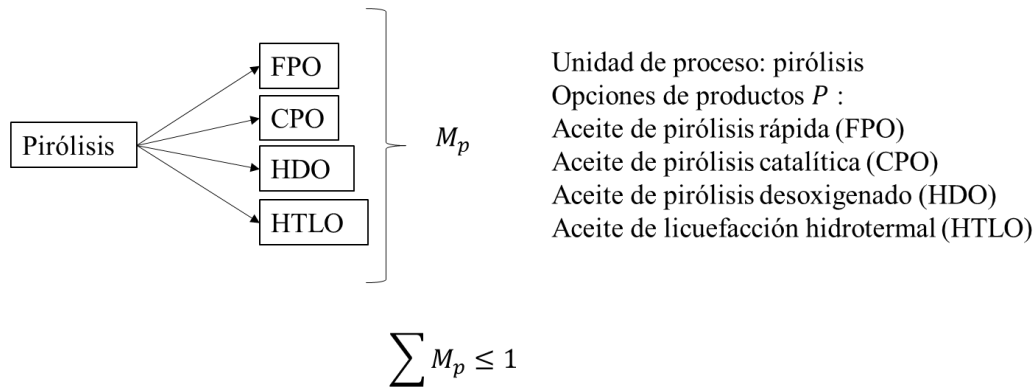 Pirólisis
FPO
CPO
HDO
HTLO
M_p
Unidad de proceso: pirólisis
Opciones de productos P :
Aceite de pirólisis rápida (FPO)
Aceite de pirólisis catalítica (CPO)
Aceite de pirólisis desoxigenado (HDO)
Aceite de licuefacción hidrotermal (HTLO)
∑ M_p ≤ 1